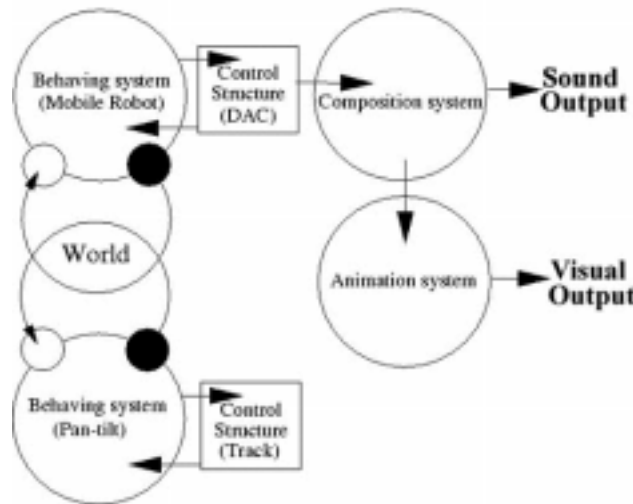 Behaving system
(Mobile Robot)
Control
Structure
(DAC)
Composition system
Sound
Output
World
Animation system
Visual
Output
Behaving system
(Pan-tilt)
Control
Structure
(Track)